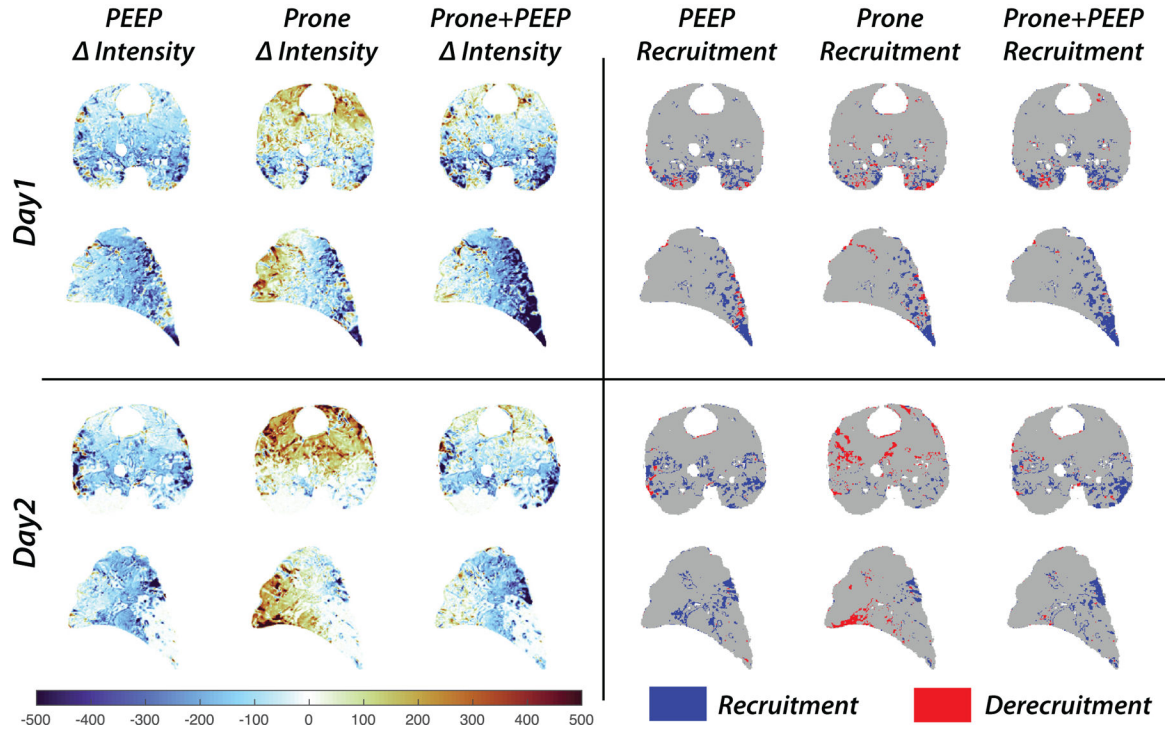 PEEP
Δ Intensity
Prone
Δ Intensity
Prone+PEEP
Δ Intensity
PEEP
Recruitment
Prone
Recruitment
Prone+PEEP
Recruitment
Day1
Day2
-500 -400 -300 -200 -100 0 100 200 300 400 500
Recruitment
Derecruitment